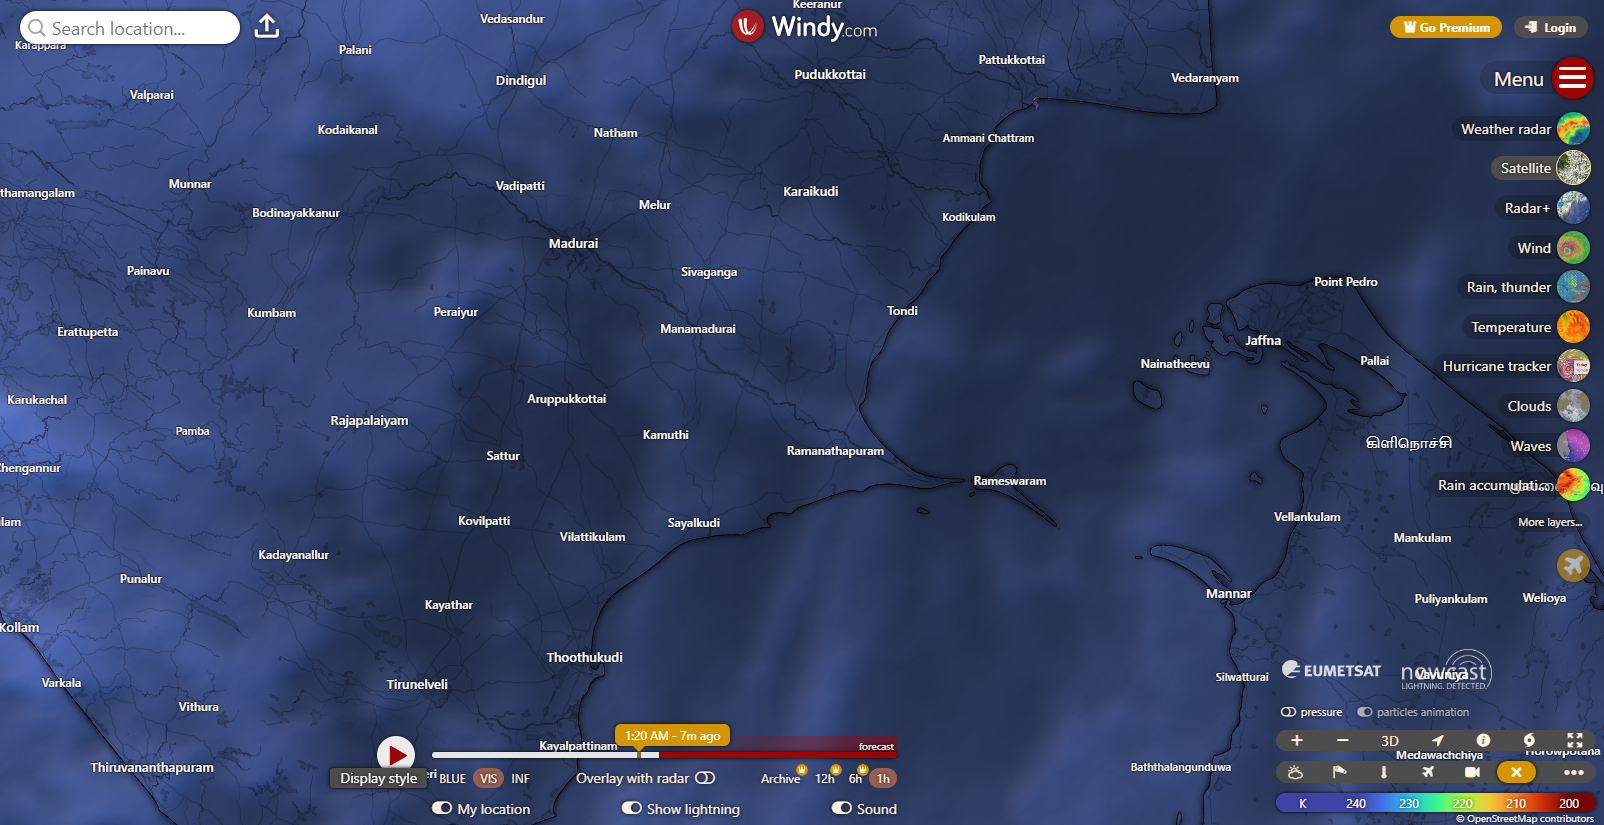 Search location...
Karappara
Keeranur
Vedasandur
Windy.com
Go Premium
Login
Palani
Pattukkottai
Menu
Dindigul
Pudukkottai
Vedaranyam
Valparai
Kodaikanal
Natham
Ammani Chattram
Weather radar
Satellite
Munnar
Vadipatti
Karaikudi
thamangalam
Bodinayakkanur
Melur
Kodikulam
Radar+
Madurai
Wind
Painavu
Sivaganga
Point Pedro
Rain, thunder
Kumbam
Peraiyur
Tondi
Erattupetta
Manamadurai
Jaffna
Temperature
Nainatheevu
Pallai
Hurricane tracker
Karukachal
Aruppukkottai
Clouds
Rajapalaiyam
Pamba
Kamuthi
கிளிநொச்சி
Waves
Sattur
Ramanathapuram
Chengannur
Rameswaram
Rain accumulati...
lam
Kovilpatti
Sayalkudi
Vellankulam
More layers...
Vilattikulam
Mankulam
Kadayanallur
Punalur
Mannar
Puliyankulam
Welioya
Kayathar
Kollam
Thoothukudi
EUMETSAT
nowcast
Vavuniya
LIGHTNING. DETECTED.
Varkala
Tirunelveli
Silwatturai
Vithura
pressure
particles animation
1:20 AM - 7m ago
Kayalpattinam
forecast
3D
Medawachchiya
Horowpotana
Thiruvananthapuram
Baththalangunduwa
Display style
eri
BLUE
VIS
INF
Overlay with radar
Archive
12h
6h
1h
My location
Show lightning
Sound
K 240 230 220 210 200
© OpenStreetMap contributors